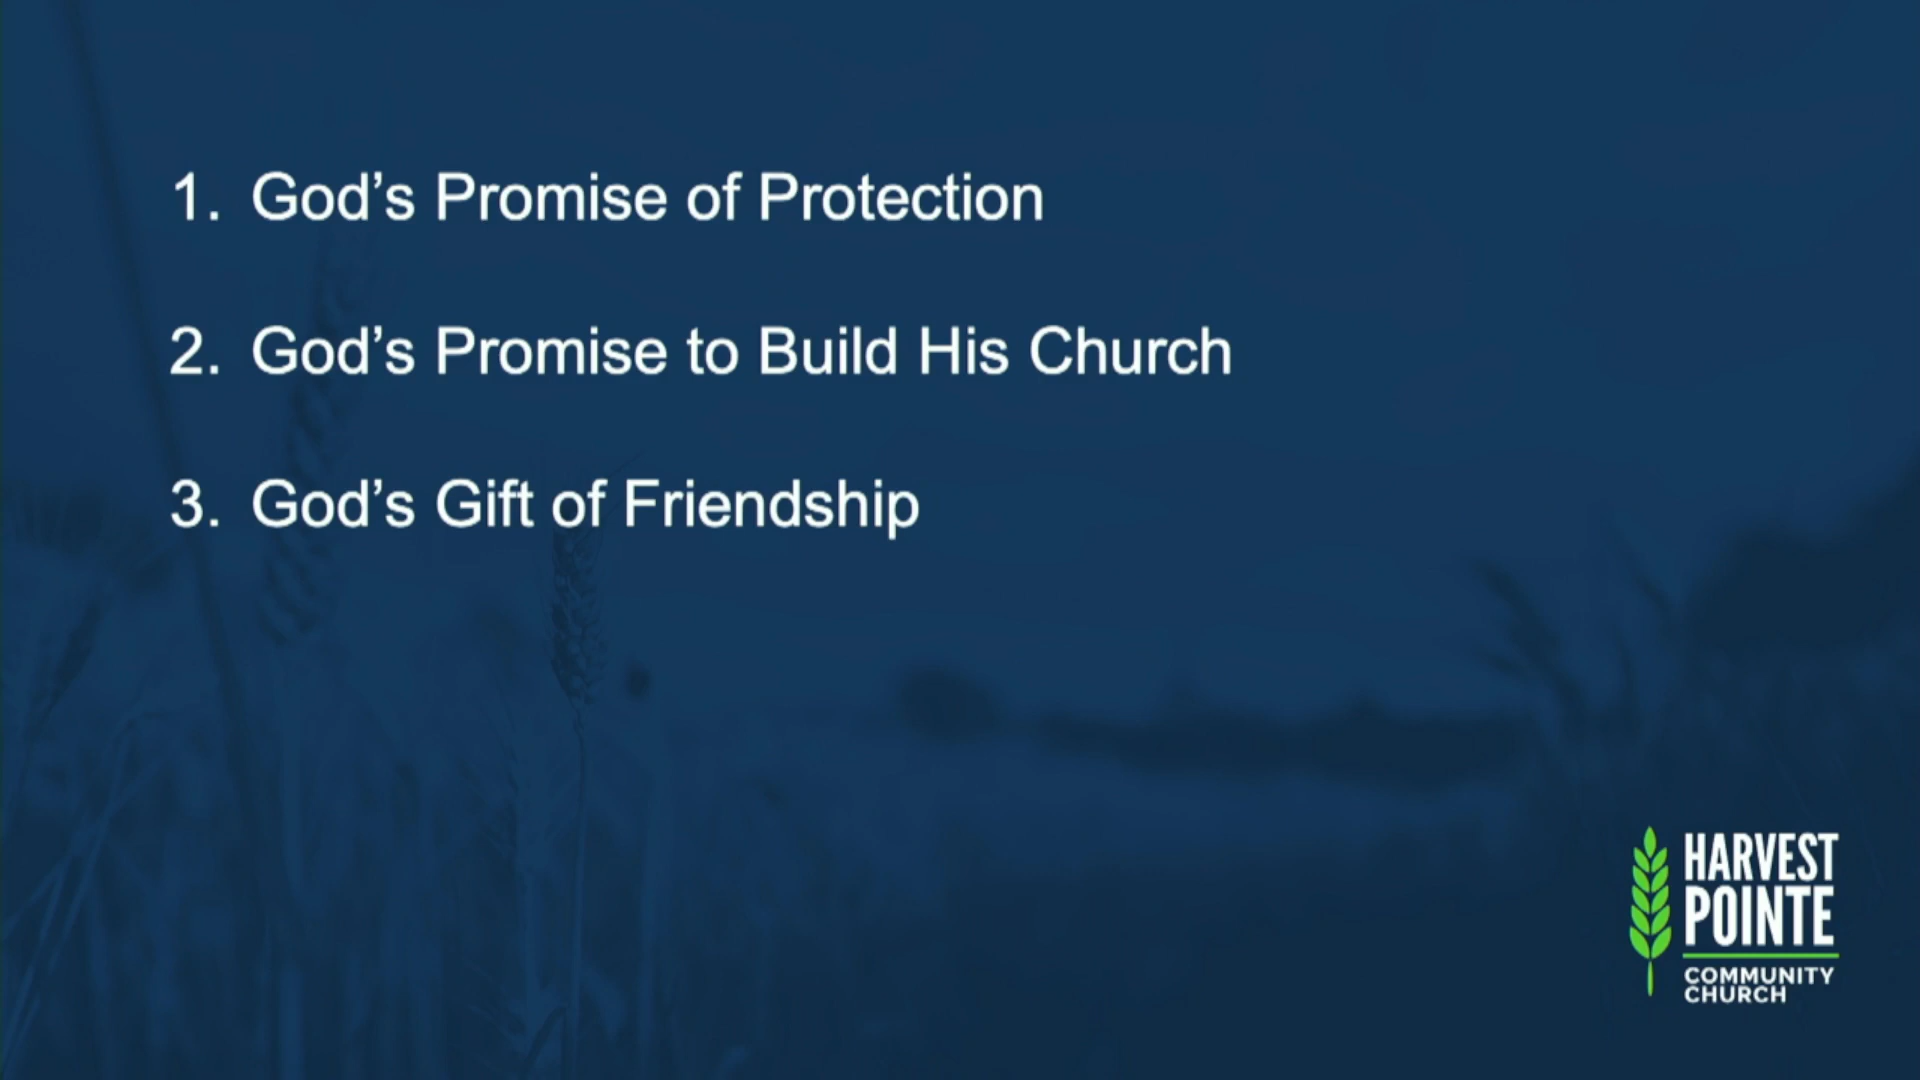 1. God’s Promise of Protection
2. God’s Promise to Build His Church
3. God’s Gift of Friendship
HARVEST
POINTE
COMMUNITY
CHURCH